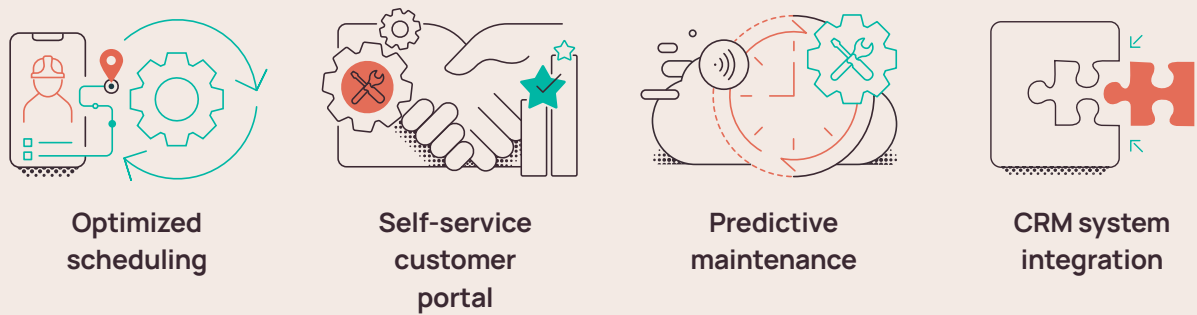 Optimized
scheduling
Self-service
customer
portal
Predictive
maintenance
CRM system
integration